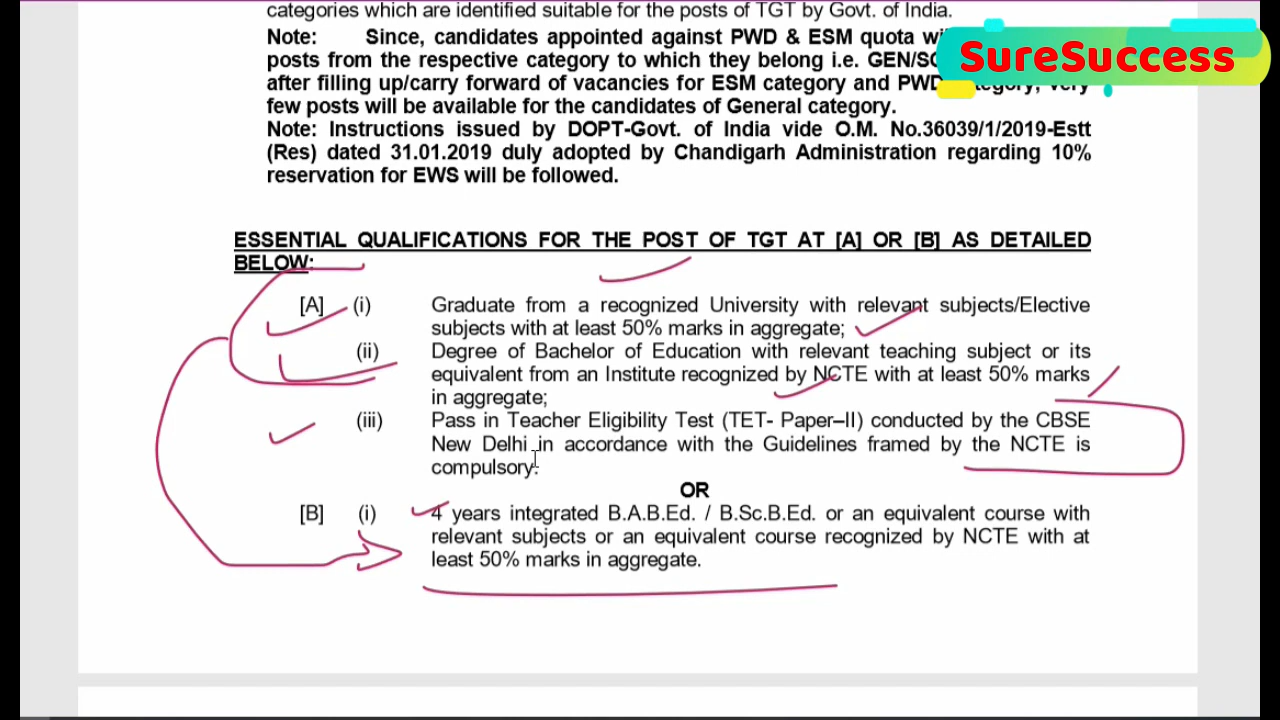 categories which are identified suitable for the posts of TGT by Govt. of India.
SureSuccess
Note: Since, candidates appointed against PWD & ESM quota
posts from the respective category to which they belong i.e.
after filling up/carry forward of vacancies for ESM category and
few posts will be available for the candidates of General category.
Note: Instructions issued by DOPT-Govt. of India vide O.M. No.36039/1/2019-Estt
(Res) dated 31.01.2019 duly adopted by Chandigarh Administration regarding 10%
reservation for EWS will be followed.
ESSENTIAL QUALIFICATIONS FOR THE POST OF TGT AT [A] OR [B] AS DETAILED
BELOW:
[A] (i) Graduate from a recognized University with relevant subjects/Elective
subjects with at least 50% marks in aggregate;
(ii) Degree of Bachelor of Education with relevant teaching subject or its
equivalent from an Institute recognized by NCTE with at least 50% marks
in aggregate;
(iii) Pass in Teacher Eligibility Test (TET- Paper–II) conducted by the CBSE
New Delhi in accordance with the Guidelines framed by the NCTE is
compulsory.
OR
[B] (i) 4 years integrated B.A.B.Ed. / B.Sc.B.Ed. or an equivalent course with
relevant subjects or an equivalent course recognized by NCTE with at
least 50% marks in aggregate.